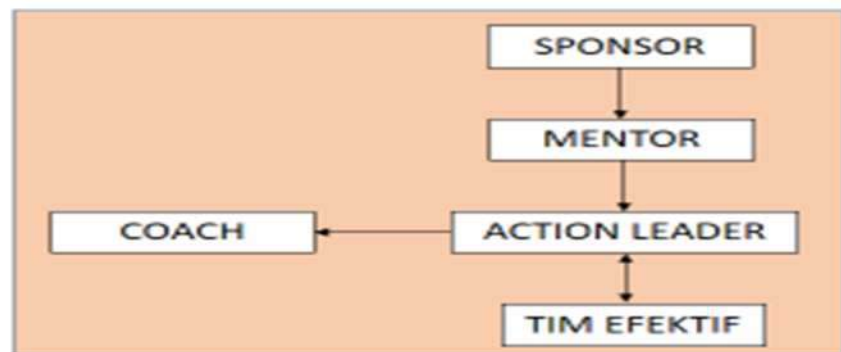 SPONSOR
MENTOR
COACH
ACTION LEADER
TIM EFEKTIF